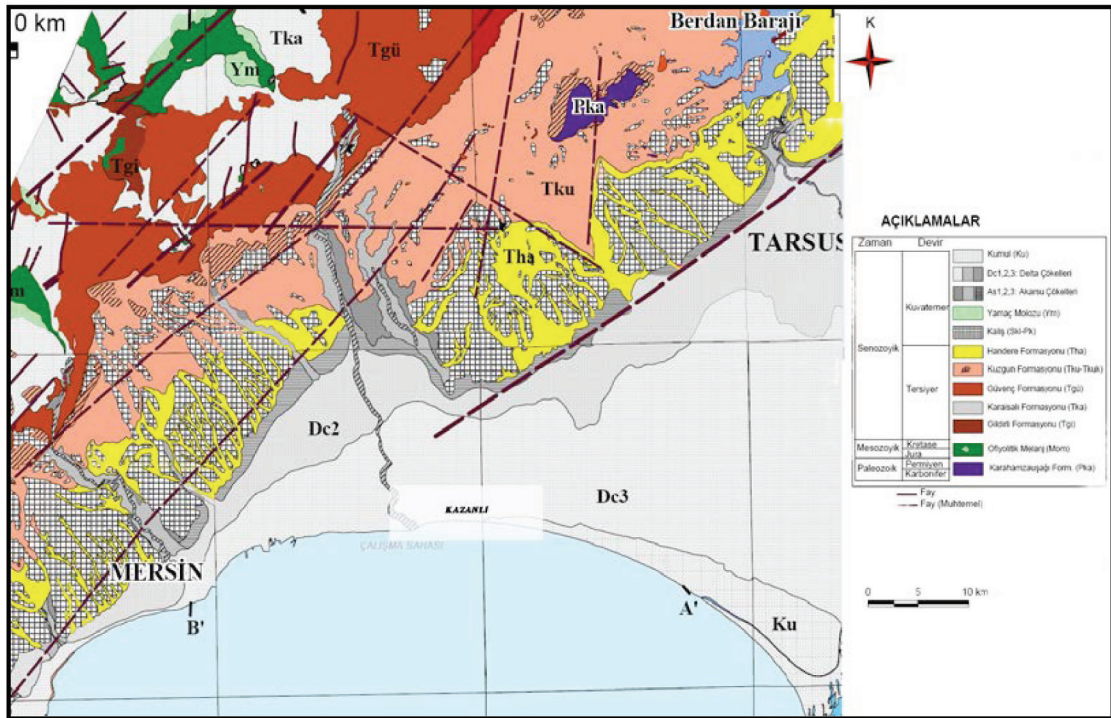 0 km
Tka
Tgü
Ym
Berdan Barajı
K
Pka
Tgi
Tku
TARSUS
Tha
m
Dc2
Dc3
KAZANLI
ÇALIŞMA SAHASI
MERSİN
B'
A'
Ku
AÇIKLAMALAR
Zaman
Devir
Senozoyik
Kuvaterner
Tersiyer
Mesozoyik
Kretase
Jura
Paleozoik
Permiyen
Karbonifer
Kumul (Ku)
Dc1,2,3: Delta Çökelleri
As1,2,3: Akarsu Çökelleri
Yamaç Molozu (Ym)
Kaliş (Skl-Pk)
Handere Formasyonu (Tha)
Kuzgun Formasyonu (Tku-Tkuk)
Güvenç Formasyonu (Tgü)
Karaisalı Formasyonu (Tka)
Gildirli Formasyonu (Tgi)
Ofiyolitik Melanj (Mom)
Karahamzauşağı Form. (Pka)
Fay
Fay (Muhtemel)
0 5 10 km